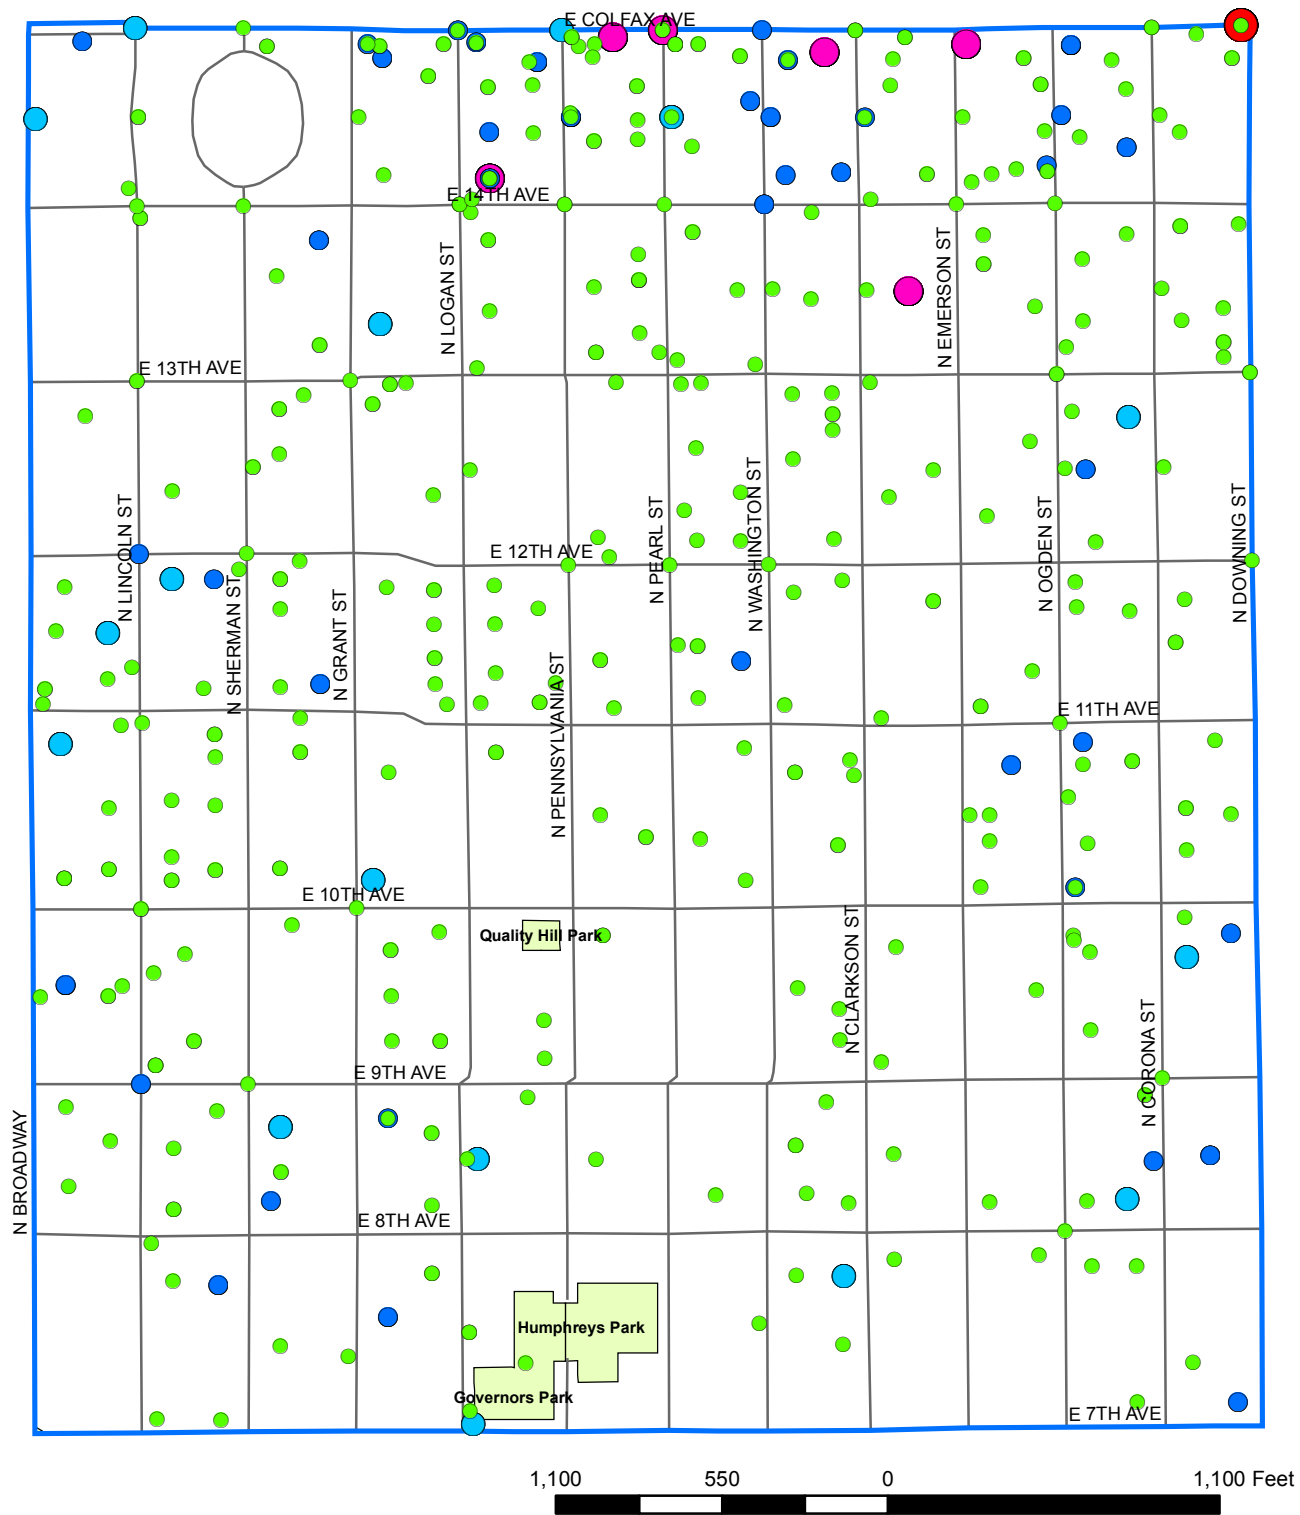 E COLFAX AVE
E 14TH AVE
N LOGAN ST
N EMERSON ST
E 13TH AVE
N LINCOLN ST
N PEARL ST
N WASHINGTON ST
N OGDEN ST
N DOWNING ST
E 12TH AVE
N SHERMAN ST
N GRANT ST
N PENNSYLVANIA ST
E 11TH AVE
E 10TH AVE
Quality Hill Park
N CLARKSON ST
N CORONA ST
E 9TH AVE
N BROADWAY
E 8TH AVE
Humphreys Park
Governors Park
E 7TH AVE
1,100 550 0 1,100 Feet